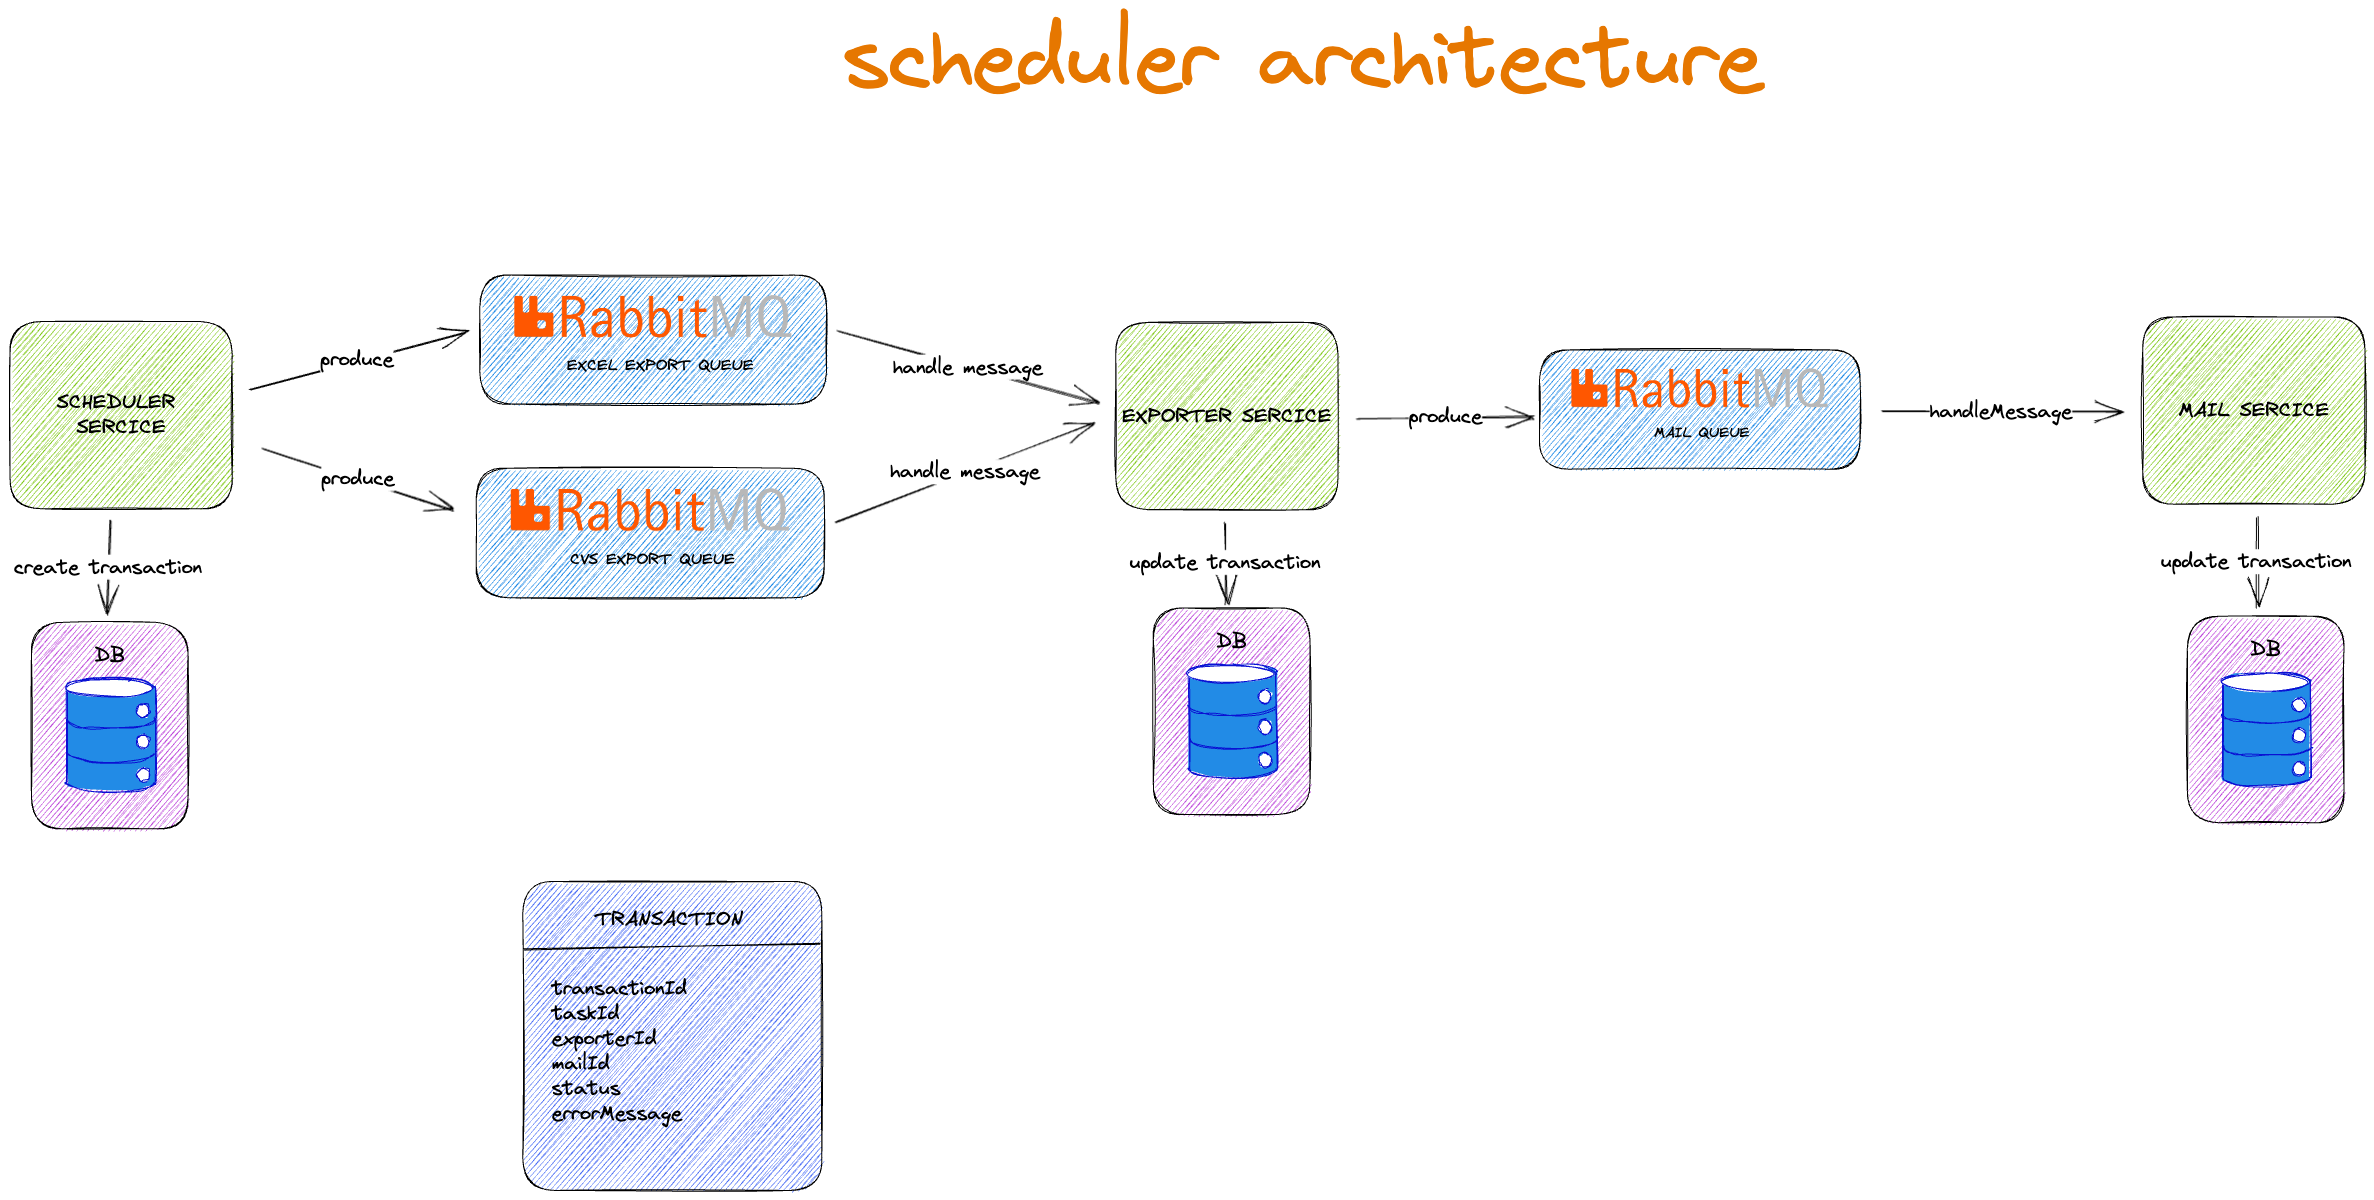 scheduler architecture
SCHEDULER
SERCICE
produce
produce
create transaction
DB
RabbitMQ
EXCEL EXPORT QUEUE
RabbitMQ
CVS EXPORT QUEUE
handle message
handle message
EXPORTER SERCICE
update transaction
DB
produce
RabbitMQ
MAIL QUEUE
handleMessage
MAIL SERCICE
update transaction
DB
TRANSACTION
transactionId
taskId
exporterId
mailId
status
errorMessage